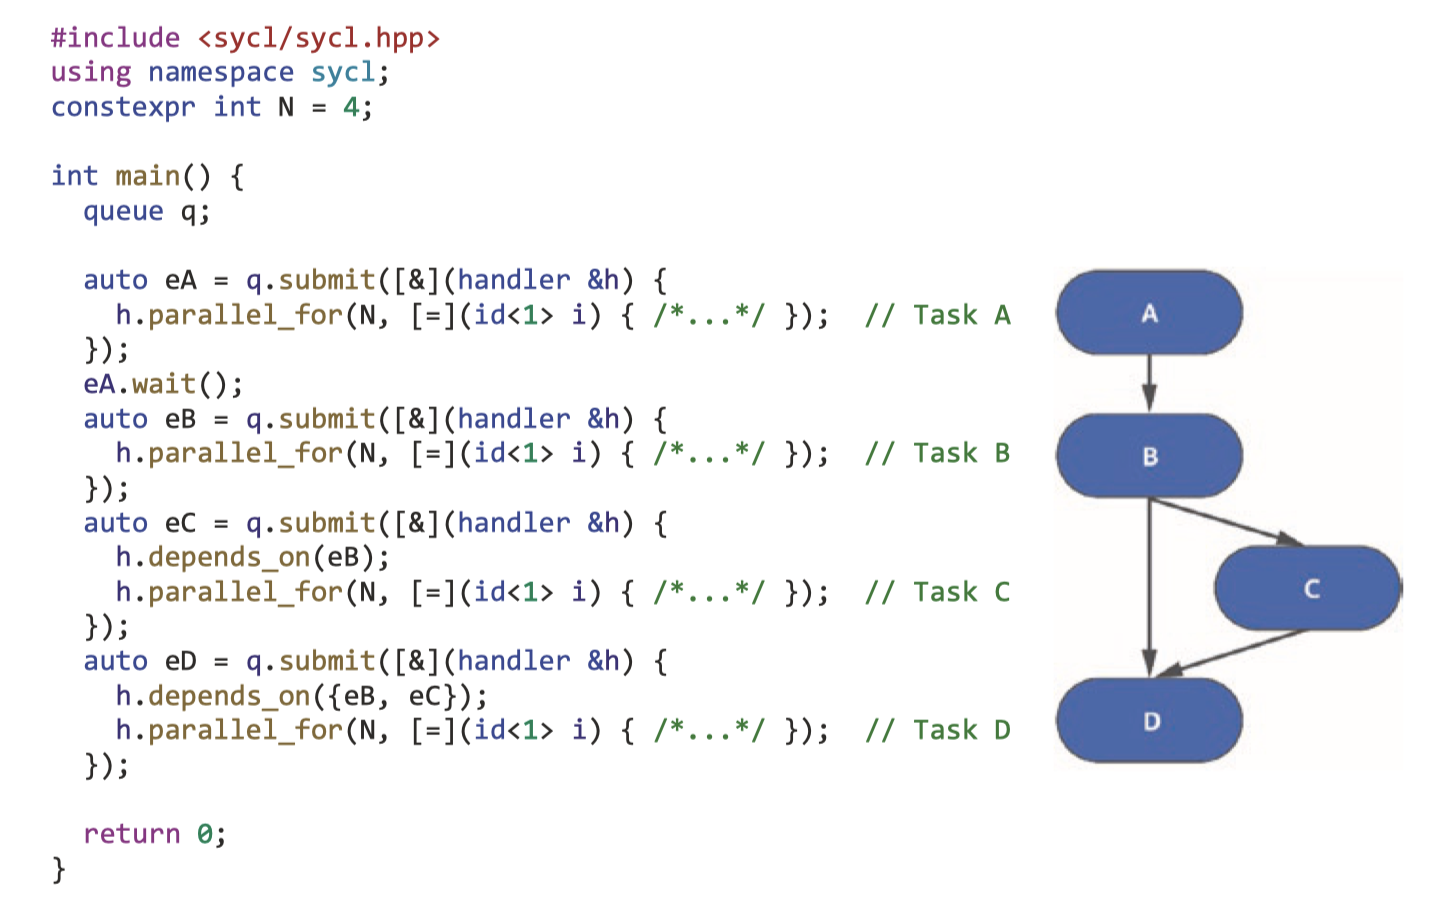 #include <sycl/sycl.hpp>
using namespace sycl;
constexpr int N = 4;

int main() {
  queue q;

  auto eA = q.submit([&](handler &h) {
    h.parallel_for(N, [=](id<1> i) { /*...*/ });  // Task A
  });
  eA.wait();
  auto eB = q.submit([&](handler &h) {
    h.parallel_for(N, [=](id<1> i) { /*...*/ });  // Task B
  });
  auto eC = q.submit([&](handler &h) {
    h.depends_on(eB);
    h.parallel_for(N, [=](id<1> i) { /*...*/ });  // Task C
  });
  auto eD = q.submit([&](handler &h) {
    h.depends_on({eB, eC});
    h.parallel_for(N, [=](id<1> i) { /*...*/ });  // Task D
  });

  return 0;
}
A
B
C
D